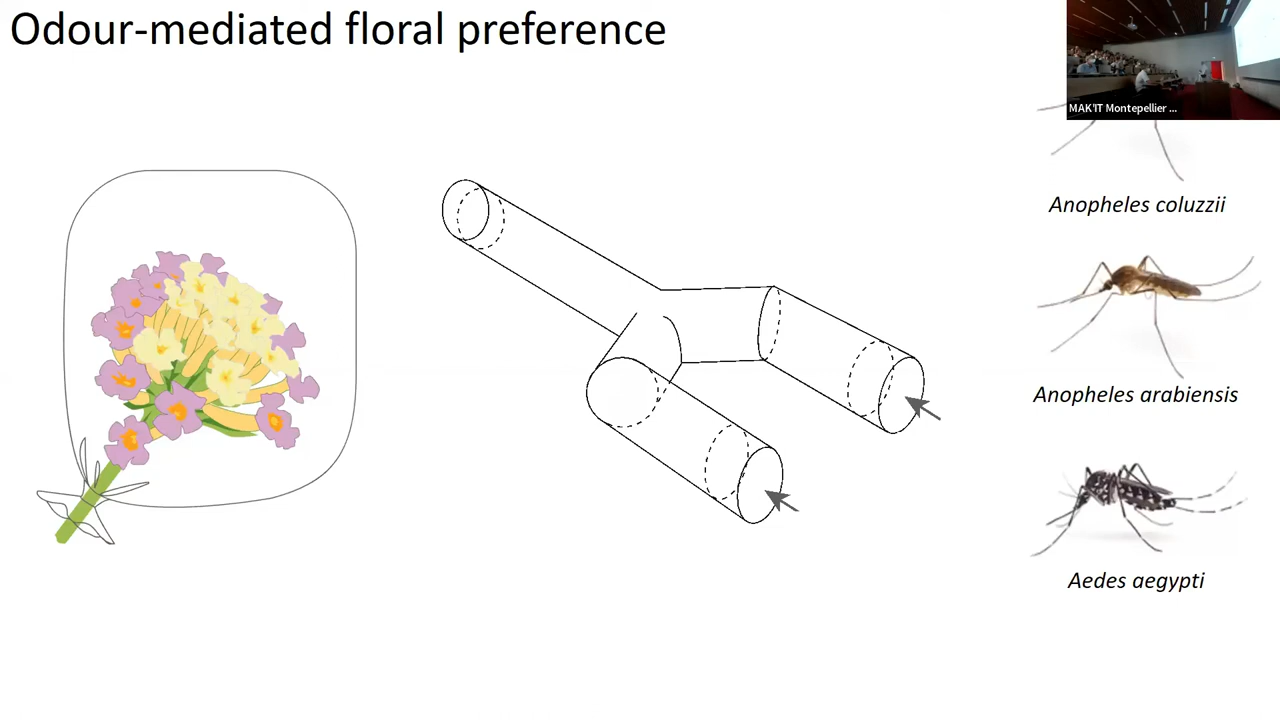 Odour-mediated floral preference
MAK'IT Montepellier ...
Anopheles coluzzii
Anopheles arabiensis
Aedes aegypti